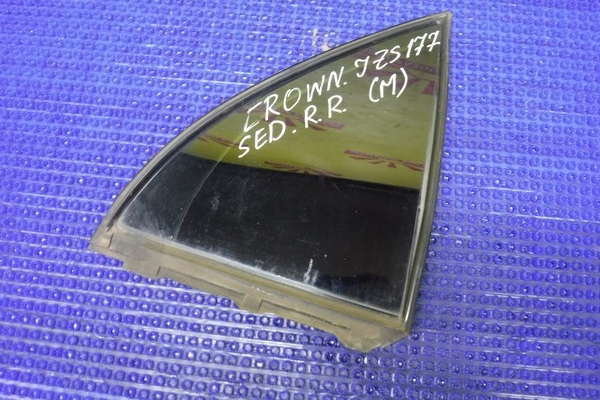 CROWN. JZS177
SED. R.R. (M)